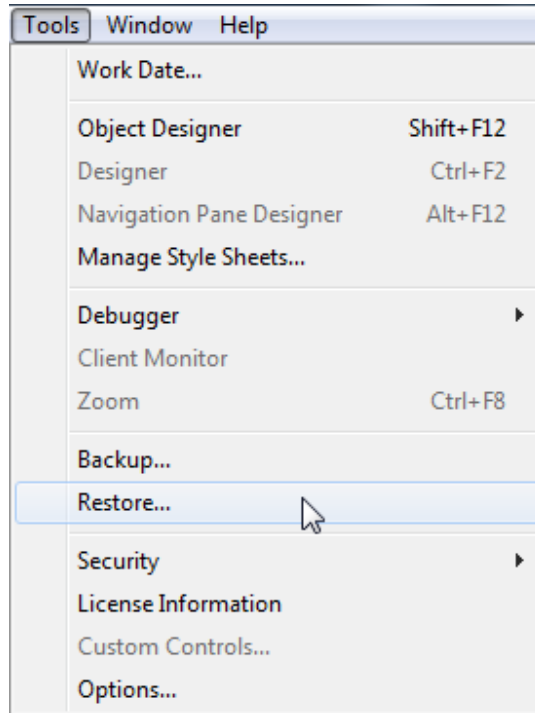 Tools Window Help
Work Date...
Object Designer Shift+F12
Designer Ctrl+F2
Navigation Pane Designer Alt+F12
Manage Style Sheets...
Debugger
Client Monitor
Zoom Ctrl+F8
Backup...
Restore...
Security
License Information
Custom Controls...
Options...